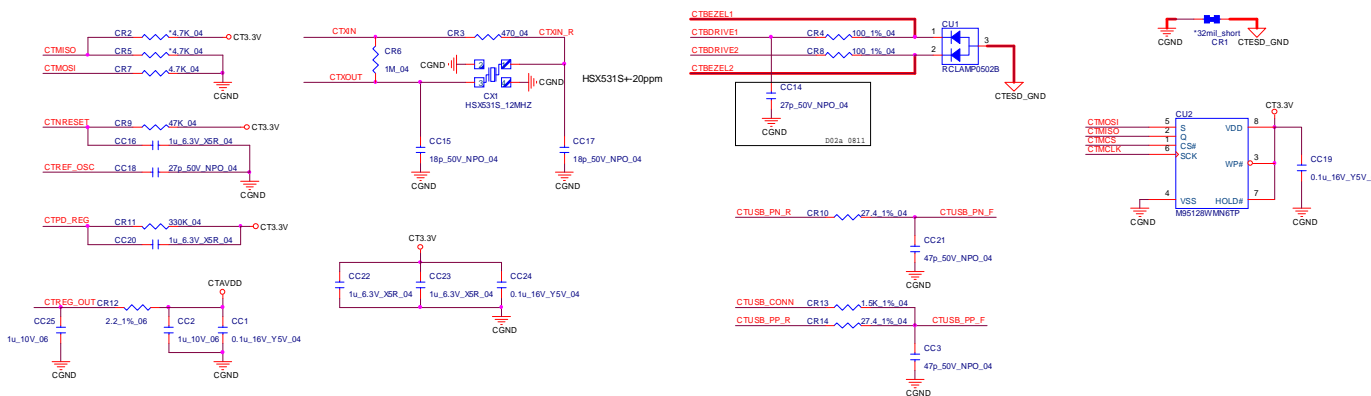 CR2 *4.7K_04
CT3.3V
CTMISO CR5 *4.7K_04
CTMOSI CR7 4.7K_04
CGND
CTNRESET CR9 47K_04
CT3.3V
CC16 1u_6.3V_X5R_04
CTREF_OSC CC18 27p_50V_NPO_04
CGND
CTPD_REG CR11 330K_04
CT3.3V
CC20 1u_6.3V_X5R_04
CTAVDD
CTREG_OUT CR12
2.2_1%_06
CC25
1u_10V_06
CC2
1u_10V_06
CC1
0.1u_16V_Y5V_04
CGND
CGND
CTXIN CR3 470_04 CTXIN_R
CR6
1M_04
CGND
CTXOUT
CGND
CX1
HSX531S_12MHZ
HSX531S+-20ppm
CC15
18p_50V_NPO_04
CGND
CC17
18p_50V_NPO_04
CGND
CT3.3V
CC22
1u_6.3V_X5R_04
CC23
1u_6.3V_X5R_04
CC24
0.1u_16V_Y5V_04
CGND
CTBEZEL1
CTBDRIVE1 CR4 100_1%_04
CTBDRIVE2 CR8 100_1%_04
CTBEZEL2
CU1
1
2
3
RCLAMP0502B
CTESD_GND
CC14
27p_50V_NPO_04
CGND
D02a 0811
CTUSB_PN_R CR10 27.4_1%_04 CTUSB_PN_F
CC21
47p_50V_NPO_04
CGND
CTUSB_CONN CR13 1.5K_1%_04
CTUSB_PP_R CR14 27.4_1%_04 CTUSB_PP_F
CC3
47p_50V_NPO_04
CGND
CGND *32mil_short CTESD_GND
CR1
CT3.3V
CU2
CTMOSI 5 S VDD 8
CTMISO 2 Q
CTMCS 1 CS#
CTMCLK 6 SCK
WP# 3
4 VSS HOLD# 7
M95128WMN6TP
CGND
CC19
0.1u_16V_Y5V_
CGND